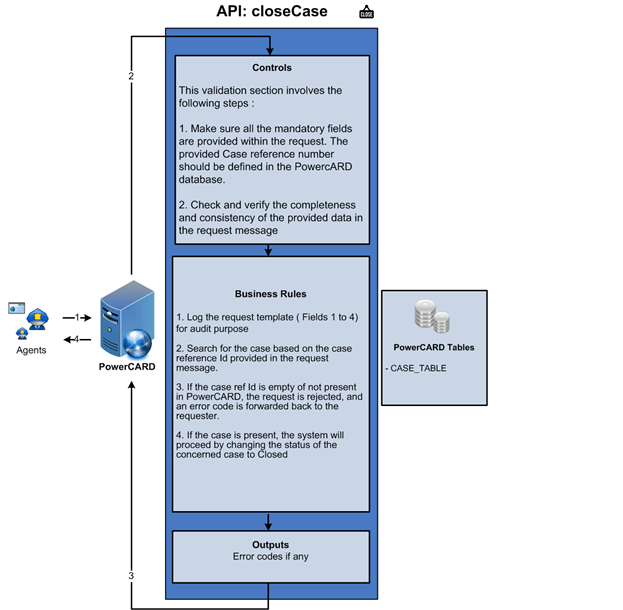 API: closeCase
CLOSE
2
Controls
This validation section involves the
following steps :
1. Make sure all the mandatory fields
are provided within the request. The
provided Case reference number
should be defined in the PowercARD
database.
2. Check and verify the completeness
and consistency of the provided data in
the request message
Business Rules
1. Log the request template ( Fields 1 to 4)
for audit purpose
2. Search for the case based on the case
reference Id provided in the request
message.
3. If the case ref Id is empty of not present
in PowerCARD, the request is rejected, and
an error code is forwarded back to the
requester.
4. If the case is present, the system will
proceed by changing the status of the
concerned case to Closed
1
4
Agents
PowerCARD
PowerCARD Tables
- CASE_TABLE
Outputs
Error codes if any
3